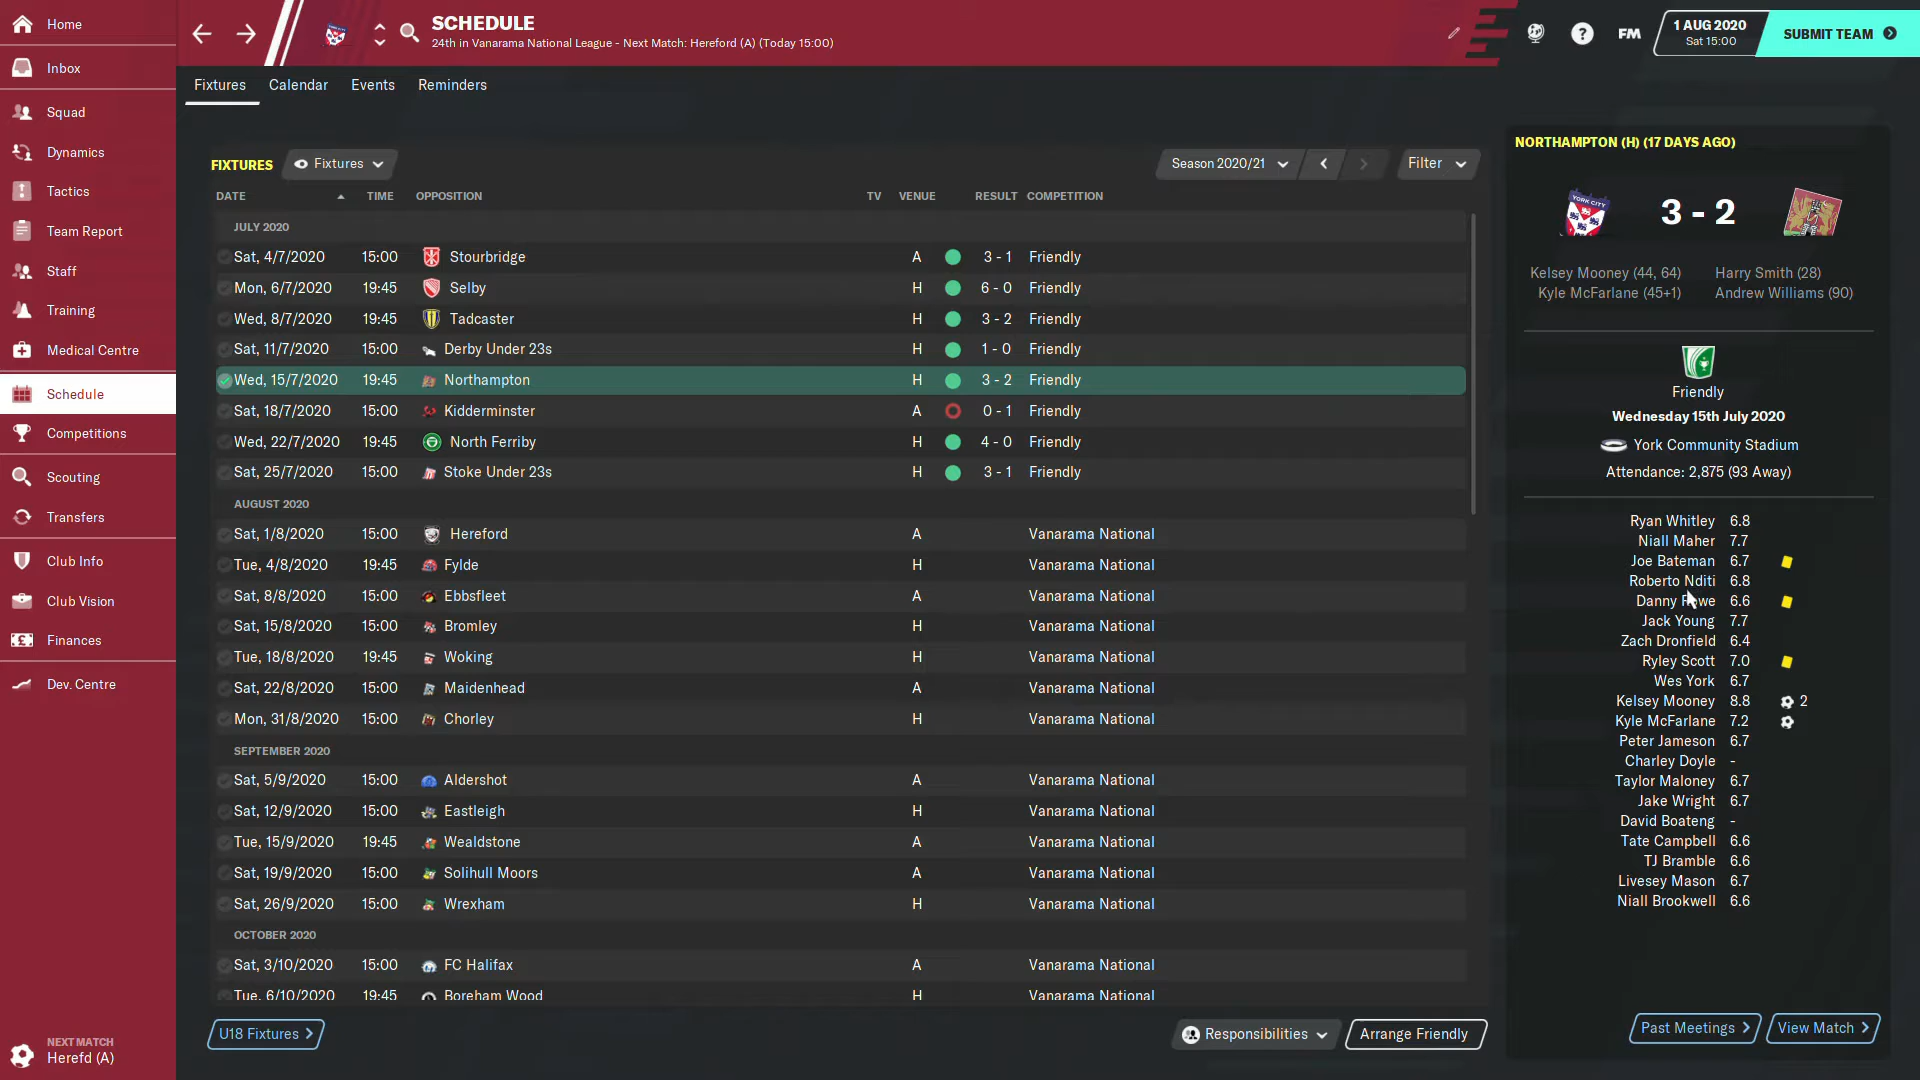 Home
Inbox
Squad
Dynamics
Tactics
Team Report
Staff
Training
Medical Centre
Schedule
Competitions
Scouting
Transfers
Club Info
Club Vision
Finances
Dev. Centre
NEXT MATCH
Herefd (A)
SCHEDULE
24th in Vanarama National League - Next Match: Hereford (A) (Today 15:00)
FM
1 AUG 2020
Sat 15:00
SUBMIT TEAM
Fixtures Calendar Events Reminders
FIXTURES Fixtures Season 2020/21 Filter
DATE TIME OPPOSITION TV VENUE RESULT COMPETITION
JULY 2020
Sat, 4/7/2020 15:00 Stourbridge A 3 - 1 Friendly
Mon, 6/7/2020 19:45 Selby H 6 - 0 Friendly
Wed, 8/7/2020 19:45 Tadcaster H 3 - 2 Friendly
Sat, 11/7/2020 15:00 Derby Under 23s H 1 - 0 Friendly
Wed, 15/7/2020 19:45 Northampton H 3 - 2 Friendly
Sat, 18/7/2020 15:00 Kidderminster A 0 - 1 Friendly
Wed, 22/7/2020 19:45 North Ferriby H 4 - 0 Friendly
Sat, 25/7/2020 15:00 Stoke Under 23s H 3 - 1 Friendly
AUGUST 2020
Sat, 1/8/2020 15:00 Hereford A Vanarama National
Tue, 4/8/2020 19:45 Fylde H Vanarama National
Sat, 8/8/2020 15:00 Ebbsfleet A Vanarama National
Sat, 15/8/2020 15:00 Bromley H Vanarama National
Tue, 18/8/2020 19:45 Woking H Vanarama National
Sat, 22/8/2020 15:00 Maidenhead A Vanarama National
Mon, 31/8/2020 15:00 Chorley H Vanarama National
SEPTEMBER 2020
Sat, 5/9/2020 15:00 Aldershot A Vanarama National
Sat, 12/9/2020 15:00 Eastleigh H Vanarama National
Tue, 15/9/2020 19:45 Wealdstone A Vanarama National
Sat, 19/9/2020 15:00 Solihull Moors A Vanarama National
Sat, 26/9/2020 15:00 Wrexham H Vanarama National
OCTOBER 2020
Sat, 3/10/2020 15:00 FC Halifax A Vanarama National
Tue, 6/10/2020 19:45 Boreham Wood H Vanarama National
U18 Fixtures Responsibilities Arrange Friendly
NORTHAMPTON (H) (17 DAYS AGO)
YORK CITY
3 - 2
Kelsey Mooney (44, 64) Harry Smith (28)
Kyle McFarlane (45+1) Andrew Williams (90)
Friendly
Wednesday 15th July 2020
York Community Stadium
Attendance: 2,875 (93 Away)
Ryan Whitley 6.8
Niall Maher 7.7
Joe Bateman 6.7
Roberto Nditi 6.8
Danny Rowe 6.6
Jack Young 7.7
Zach Dronfield 6.4
Ryley Scott 7.0
Wes York 6.7
Kelsey Mooney 8.8 2
Kyle McFarlane 7.2
Peter Jameson 6.7
Charley Doyle -
Taylor Maloney 6.7
Jake Wright 6.7
David Boateng -
Tate Campbell 6.6
TJ Bramble 6.6
Livesey Mason 6.7
Niall Brookwell 6.6
Past Meetings View Match